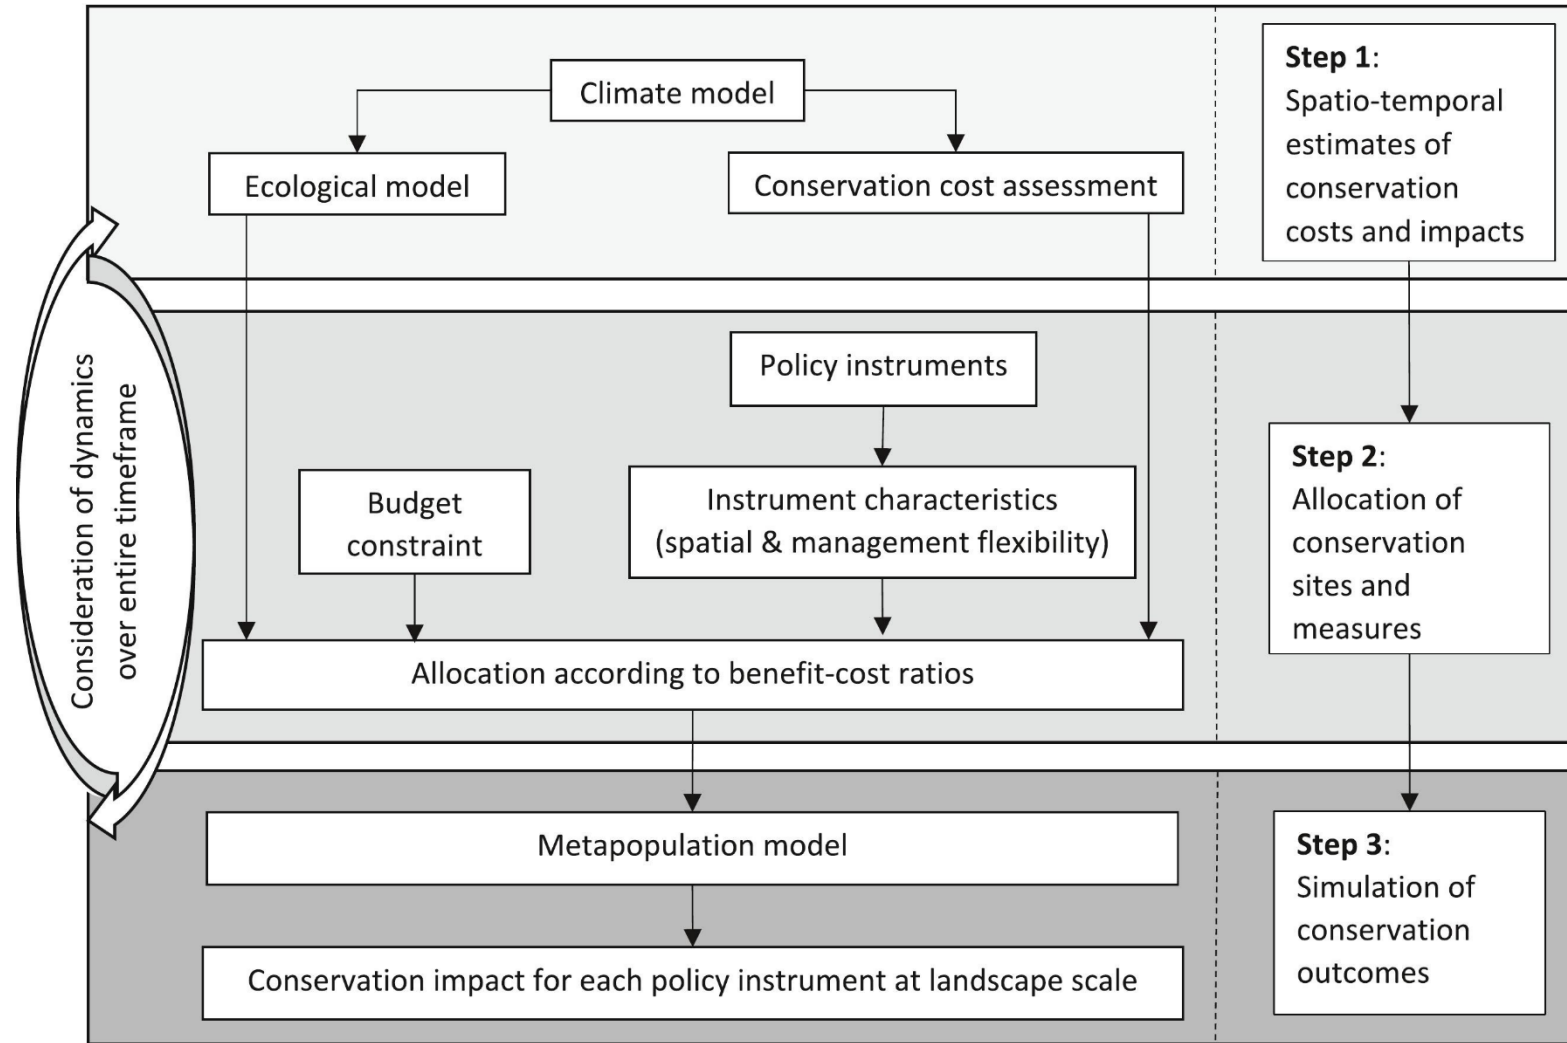 Climate model
Ecological model
Conservation cost assessment
Step 1:
Spatio-temporal
estimates of
conservation
costs and impacts
Consideration of dynamics
over entire timeframe
Policy instruments
Budget
constraint
Instrument characteristics
(spatial & management flexibility)
Allocation according to benefit-cost ratios
Step 2:
Allocation of
conservation
sites and
measures
Metapopulation model
Conservation impact for each policy instrument at landscape scale
Step 3:
Simulation of
conservation
outcomes